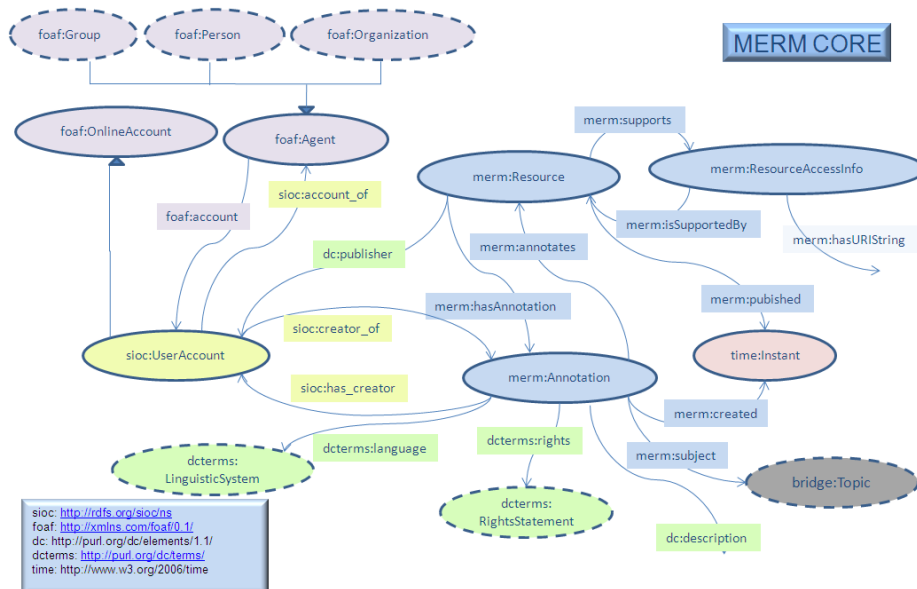 foaf:Group
foaf:Person
foaf:Organization
MERM CORE
foaf:OnlineAccount
foaf:Agent
merm:supports
merm:Resource
merm:ResourceAccessInfo
sioc:account_of
foaf:account
merm:isSupportedBy
merm:annotates
merm:hasURIString
dc:publisher
merm:hasAnnotation
merm:pubished
sioc:creator_of
sioc:UserAccount
time:Instant
merm:Annotation
sioc:has_creator
merm:created
dcterms:language
dcterms:rights
merm:subject
dcterms:
LinguisticSystem
bridge:Topic
dcterms:
RightsStatement
dc:description
sioc: http://rdfs.org/sioc/ns
foaf: http://xmlns.com/foaf/0.1/
dc: http://purl.org/dc/elements/1.1/
dcterms: http://purl.org/dc/terms/
time: http://www.w3.org/2006/time